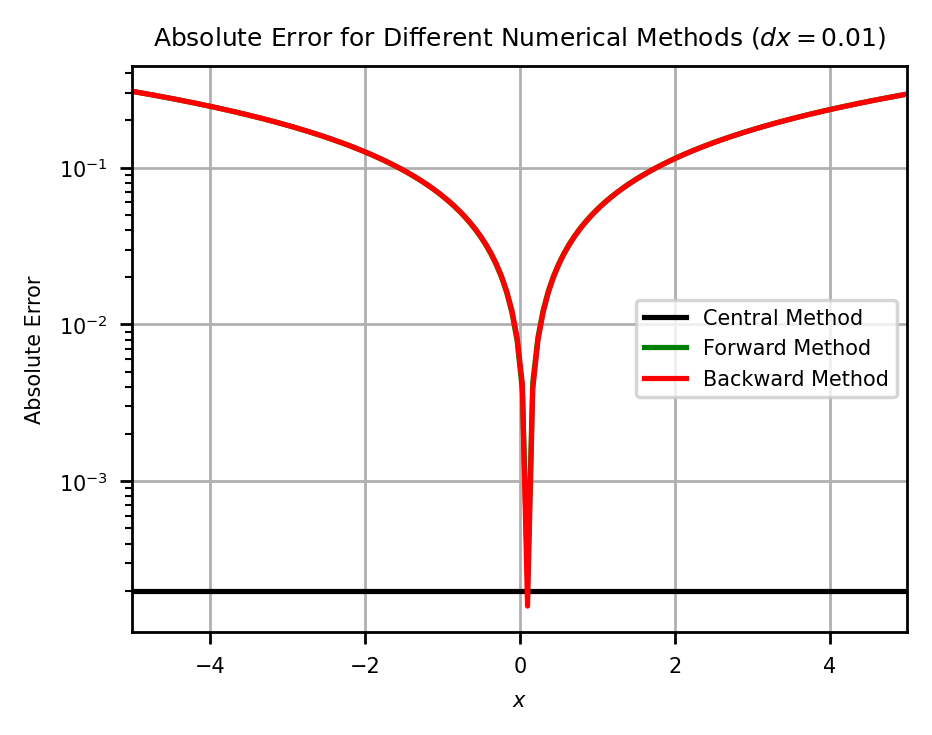 Absolute Error for Different Numerical Methods (dx = 0.01)
Absolute Error
10⁻¹
10⁻²
10⁻³
Central Method
Forward Method
Backward Method
−4 −2 0 2 4
x